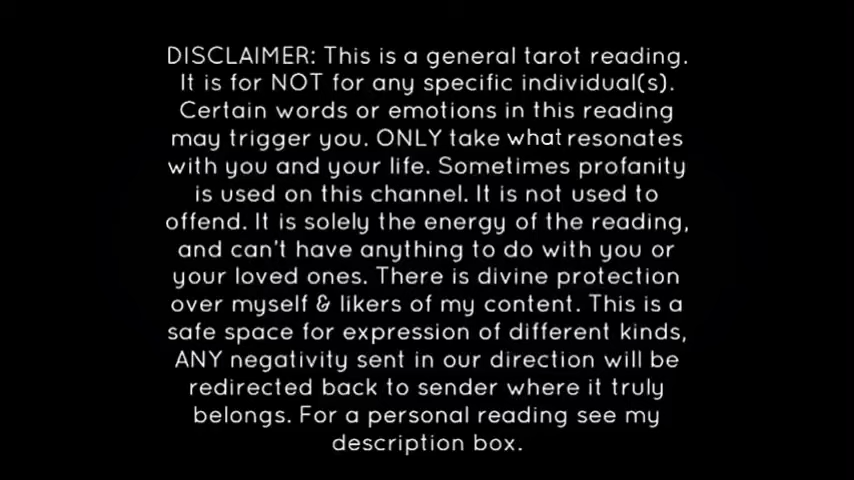 DISCLAIMER: This is a general tarot reading.
It is for NOT for any specific individual(s).
Certain words or emotions in this reading
may trigger you. ONLY take what resonates
with you and your life. Sometimes profanity
is used on this channel. It is not used to
offend. It is solely the energy of the reading,
and can't have anything to do with you or
your loved ones. There is divine protection
over myself & likers of my content. This is a
safe space for expression of different kinds,
ANY negativity sent in our direction will be
redirected back to sender where it truly
belongs. For a personal reading see my
description box.